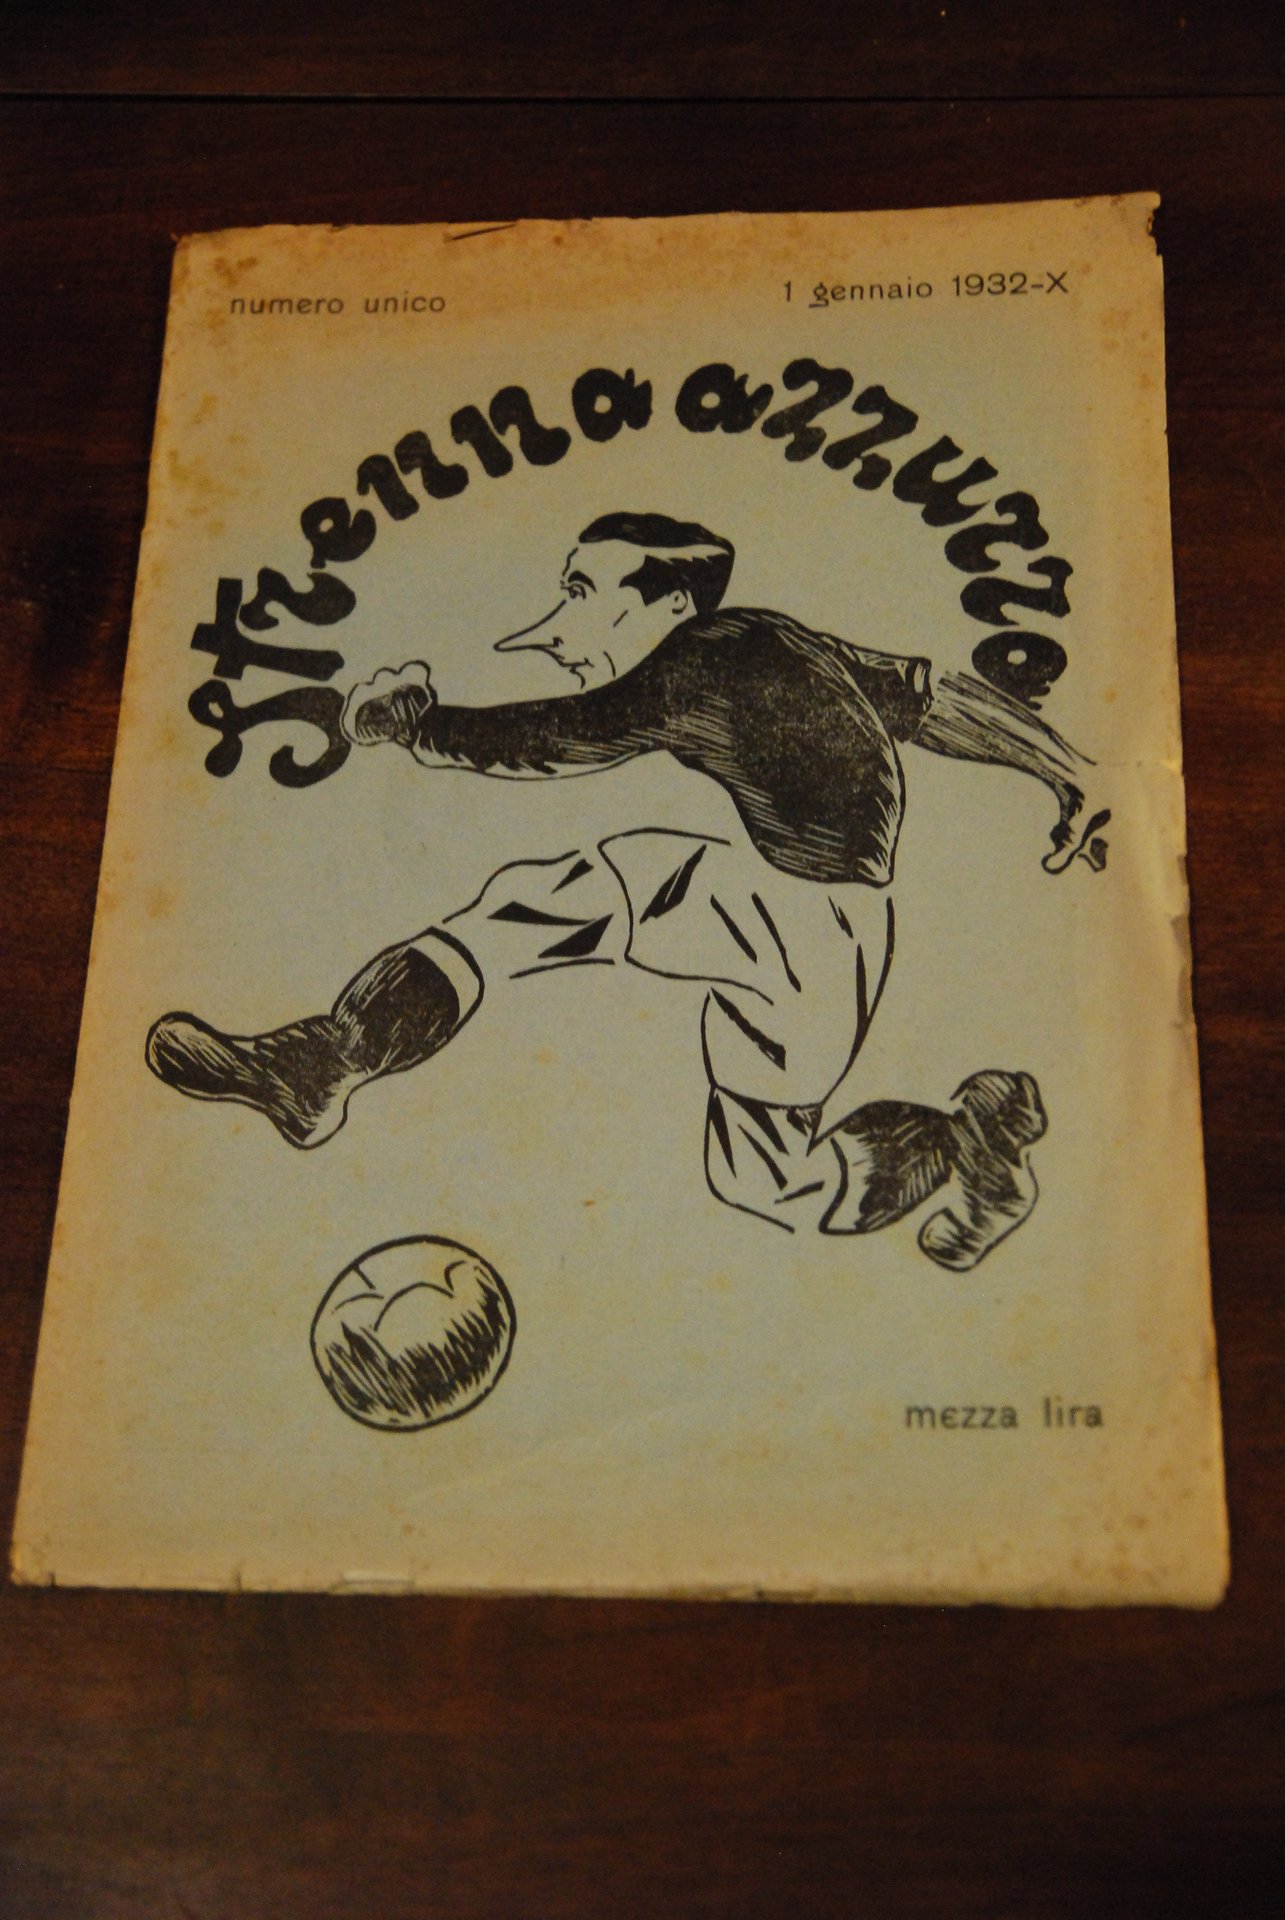 numero unico
1 gennaio 1932-X
Strenna azzurra
mezza lira